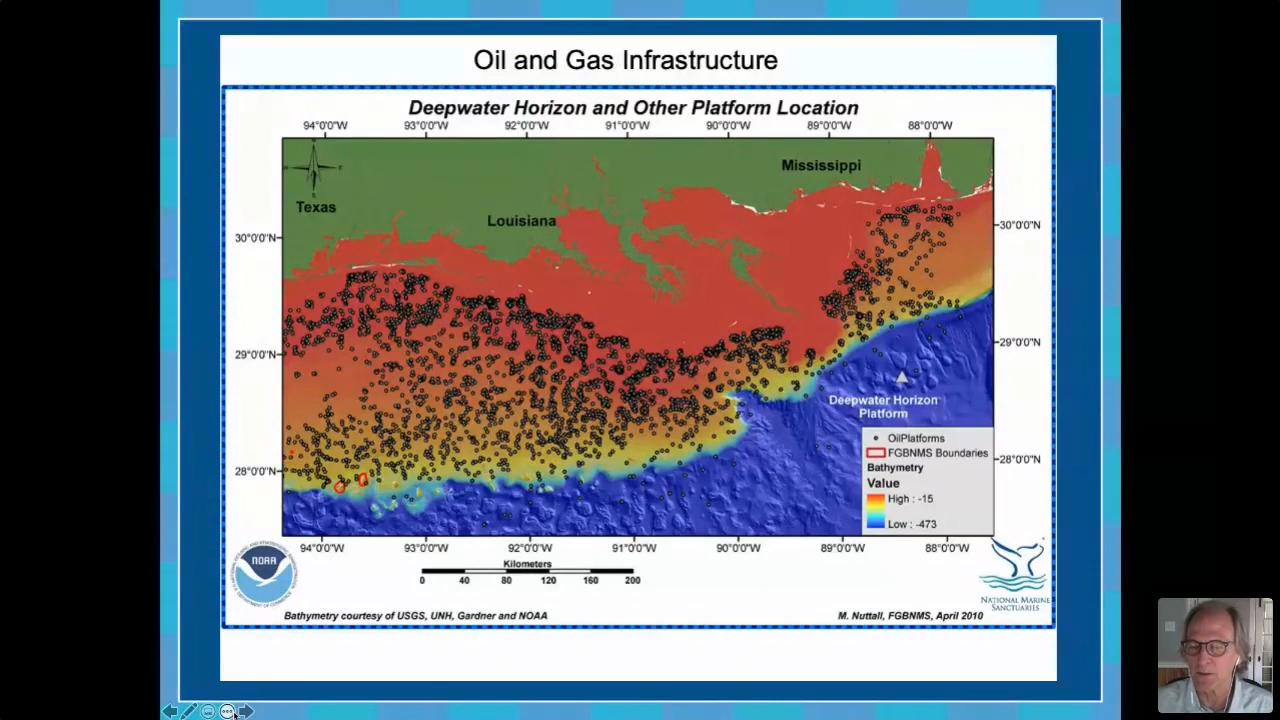 Oil and Gas Infrastructure
Deepwater Horizon and Other Platform Location
94°0'0"W 93°0'0"W 92°0'0"W 91°0'0"W 90°0'0"W 89°0'0"W 88°0'0"W
Mississippi
Texas
Louisiana
30°0'0"N 30°0'0"N
29°0'0"N 29°0'0"N
Deepwater Horizon
Platform
OilPlatforms
FGBNMS Boundaries
28°0'0"N 28°0'0"N
Bathymetry
Value
High : -15
Low : -473
94°0'0"W 93°0'0"W 92°0'0"W 91°0'0"W 90°0'0"W 89°0'0"W 88°0'0"W
NOAA
Kilometers
0 40 80 120 160 200
NATIONAL MARINE
SANCTUARIES
Bathymetry courtesy of USGS, UNH, Gardner and NOAA
M. Nuttall, FGBNMS, April 2010